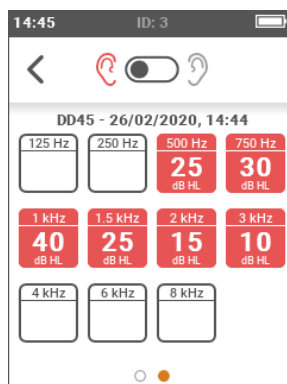 14:45 ID: 3
DD45 - 26/02/2020, 14:44
125 Hz 250 Hz 500 Hz 750 Hz
25 30
dB HL dB HL
1 kHz 1.5 kHz 2 kHz 3 kHz
40 25 15 10
dB HL dB HL dB HL dB HL
4 kHz 6 kHz 8 kHz